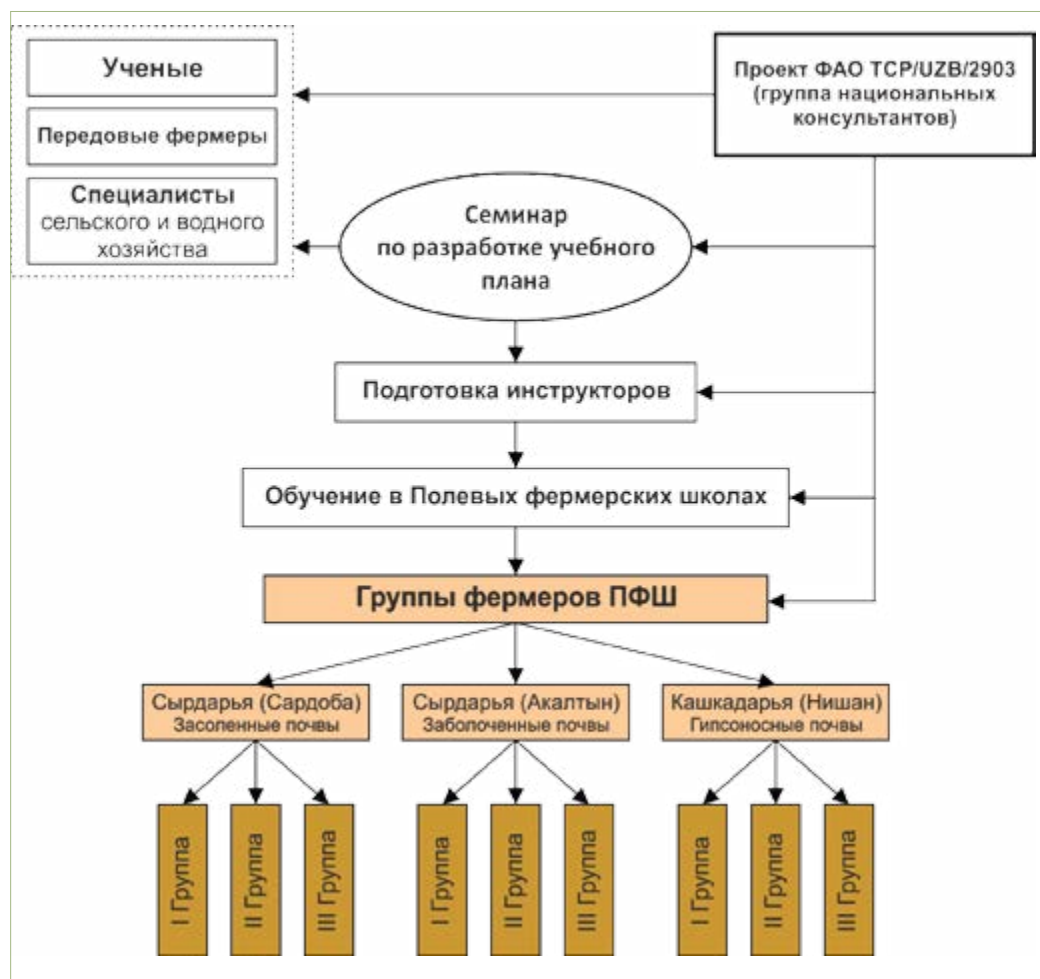 Ученые
Передовые фермеры
Специалисты
сельского и водного
хозяйства
Проект ФАО TCP/UZB/2903
(группа национальных
консультантов)
Семинар
по разработке учебного
плана
Подготовка инструкторов
Обучение в Полевых фермерских школах
Группы фермеров ПФШ
Сырдарья (Сардоба)
Засоленные почвы
Сырдарья (Акалтын)
Заболоченные почвы
Кашкадарья (Нишан)
Гипсоносные почвы
I Группа
II Группа
III Группа
I Группа
II Группа
III Группа
I Группа
II Группа
III Группа